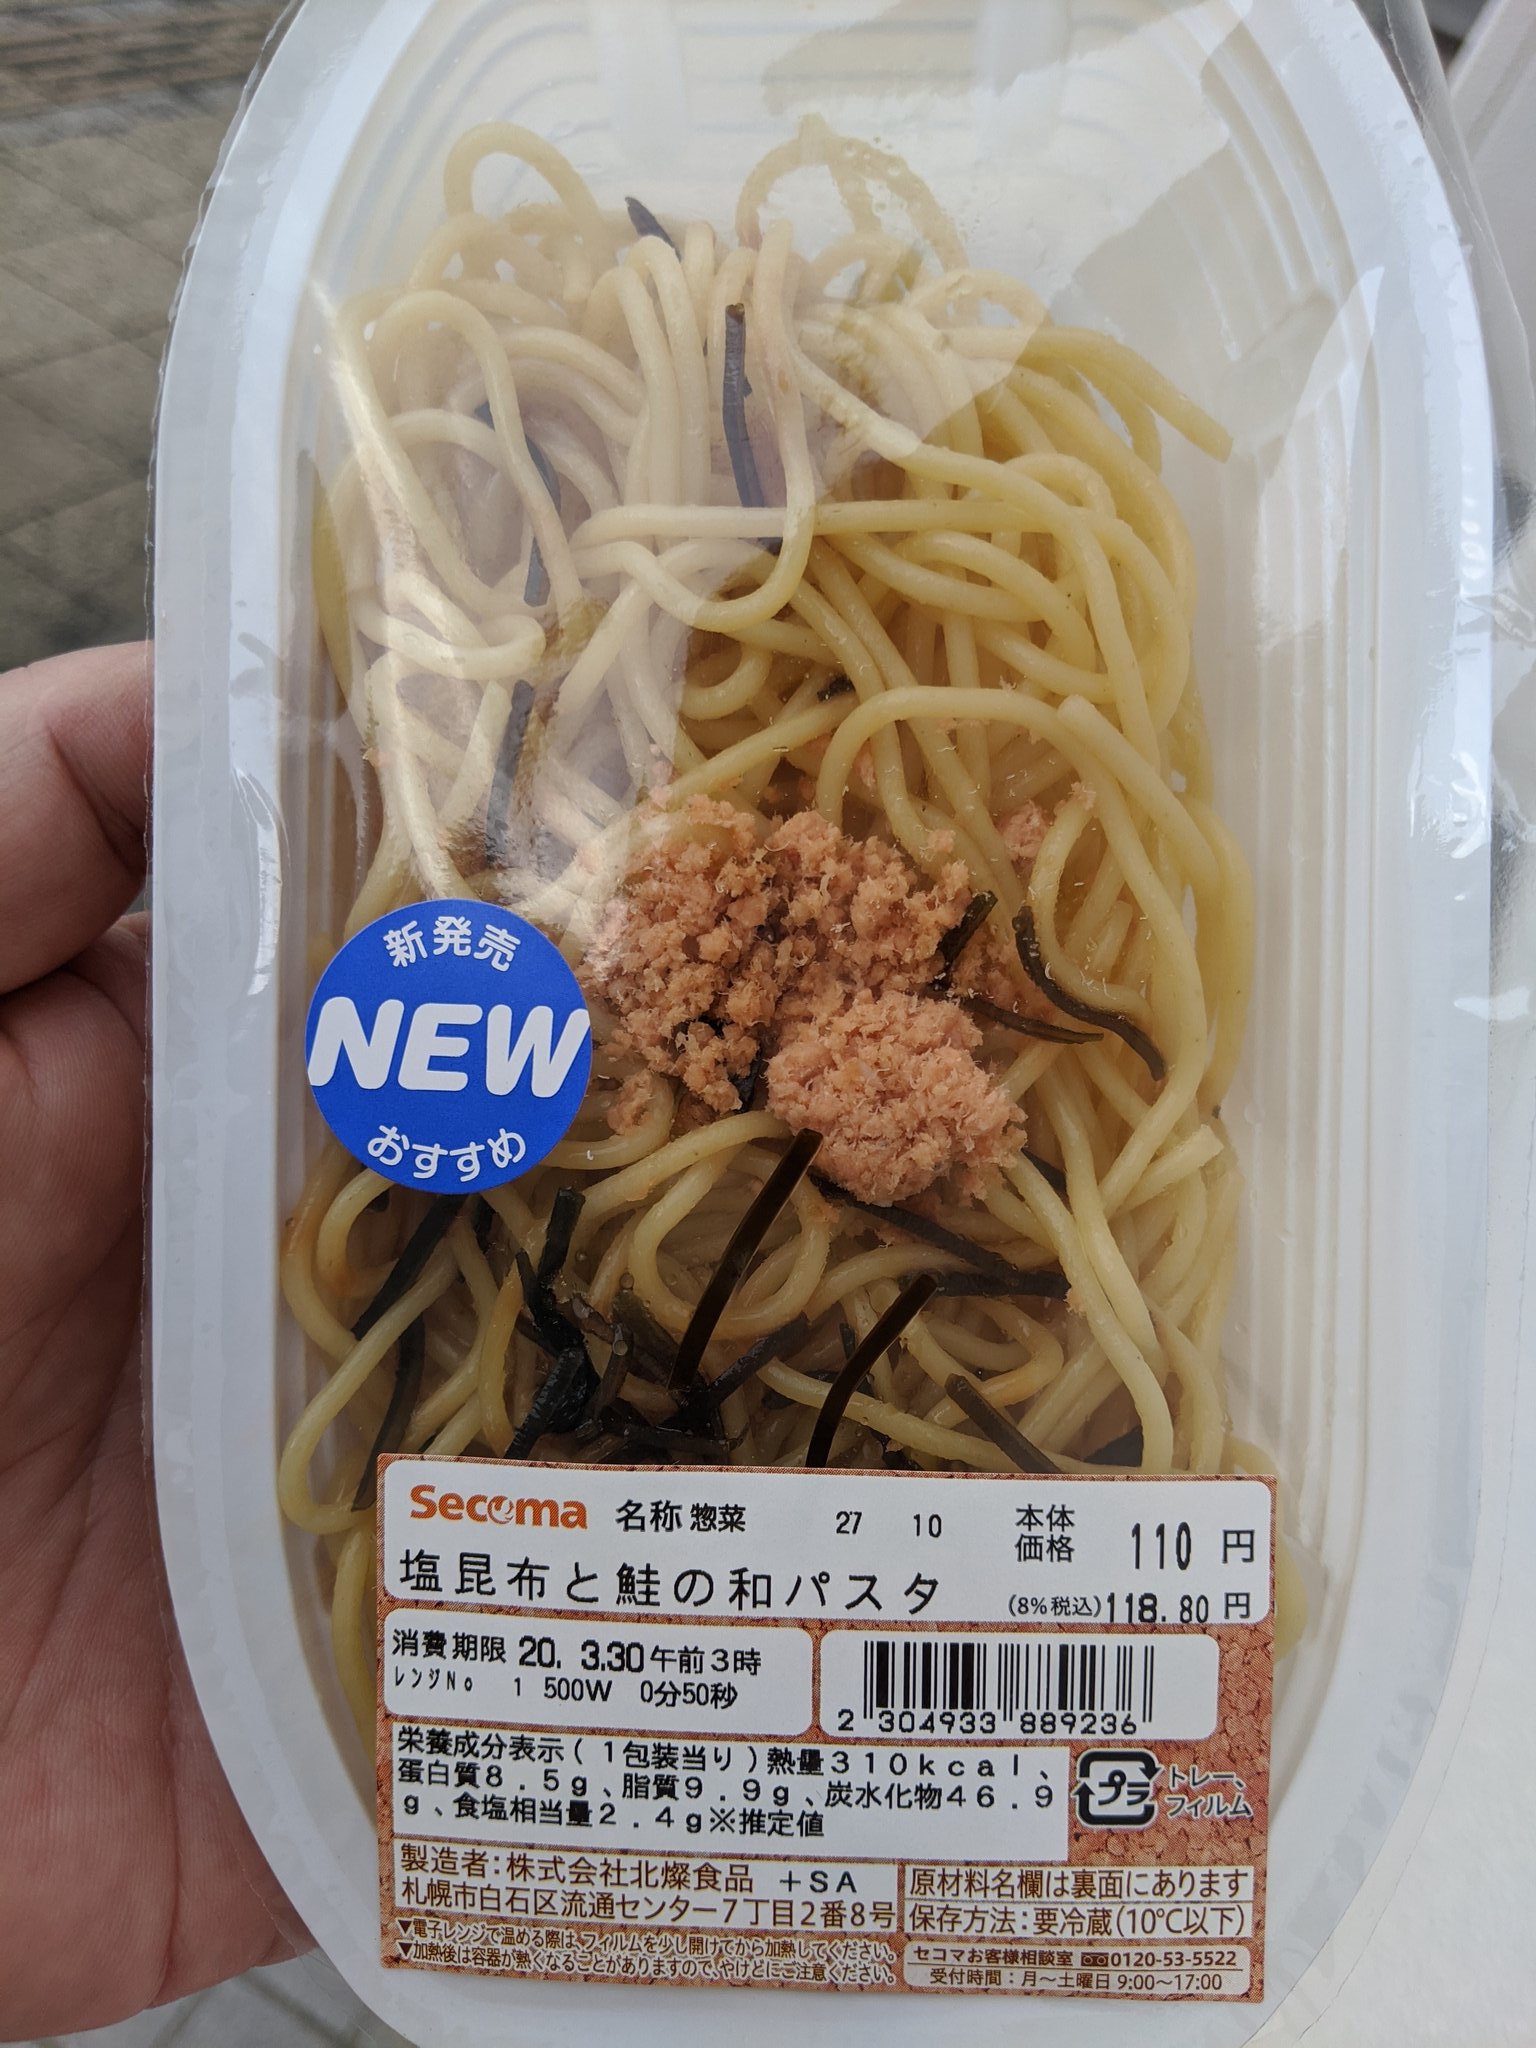 新発売
NEW
おすすめ
Secoma 名称 惣菜 27 10 本体価格 110 円
塩昆布と鮭の和パスタ (8%税込)118.80 円
消費期限 20. 3.30午前3時
レンジNo 1 500W 0分50秒
2 304933 889236
栄養成分表示(1包装当り)熱量310kcal、
蛋白質8.5g、脂質9.9g、炭水化物46.9
g、食塩相当量2.4g※推定値
プラ トレー、
フィルム
製造者:株式会社北燦食品 +SA
札幌市白石区流通センター7丁目2番8号
▼電子レンジで温める際は、フィルムを少し開けてから加熱してください。
▼加熱後は容器が熱くなることがありますので、やけどにご注意ください。
原材料名欄は裏面にあります
保存方法:要冷蔵(10℃以下)
セコマお客様相談室 0120-53-5522
受付時間:月〜土曜日 9:00〜17:00